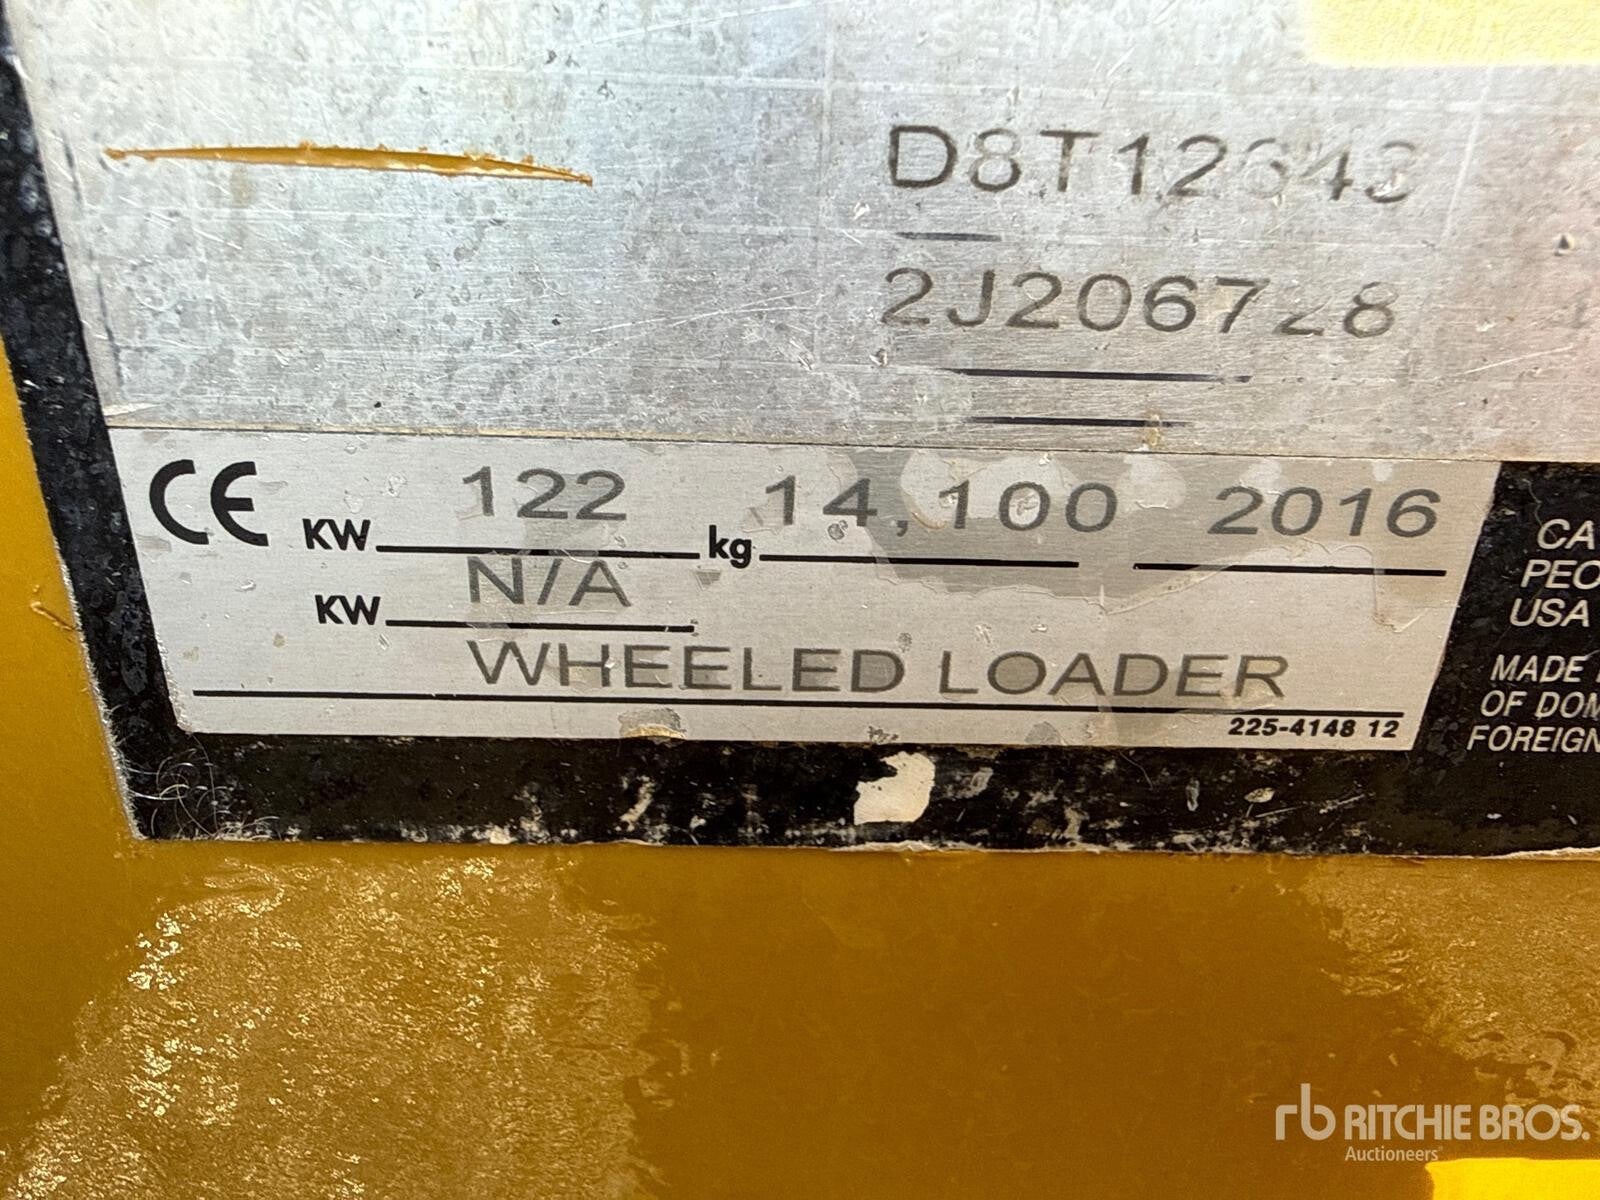 2J206728
CE KW 122 kg 14,100 2016
KW N/A
WHEELED LOADER
225-4148 12
CA
PEO
USA
MADE
OF DOM
FOREIGN
rb RITCHIE BROS.
Auctioneers